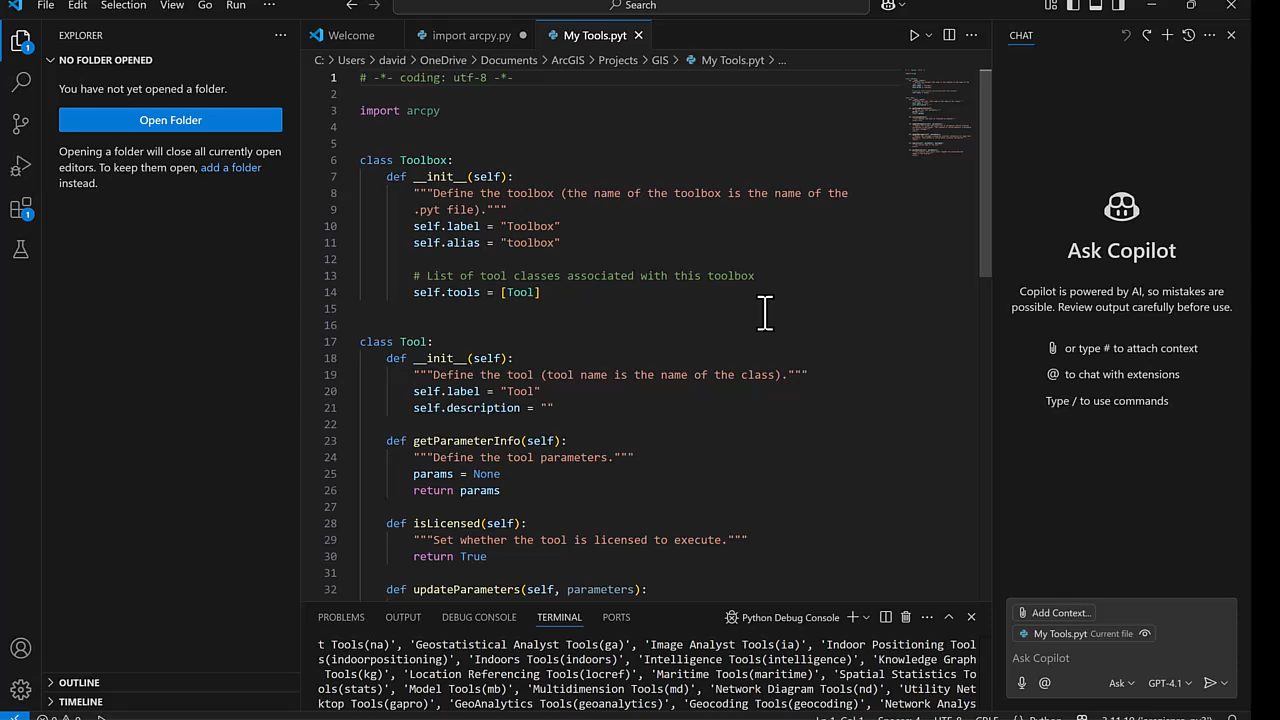 File Edit Selection View Go Run ···
Search
EXPLORER
NO FOLDER OPENED
You have not yet opened a folder.
Open Folder
Opening a folder will close all currently open
editors. To keep them open, add a folder
instead.
OUTLINE
TIMELINE
1
1
Welcome import arcpy.py My Tools.pyt
C: > Users > david > OneDrive > Documents > ArcGIS > Projects > GIS > My Tools.pyt > ...
1 # -*- coding: utf-8 -*-
2
3 import arcpy
4
5
6 class Toolbox:
7 def __init__(self):
8 """Define the toolbox (the name of the toolbox is the name of the
9 .pyt file)."""
10 self.label = "Toolbox"
11 self.alias = "toolbox"
12
13 # List of tool classes associated with this toolbox
14 self.tools = [Tool]
15
16
17 class Tool:
18 def __init__(self):
19 """Define the tool (tool name is the name of the class)."""
20 self.label = "Tool"
21 self.description = ""
22
23 def getParameterInfo(self):
24 """Define the tool parameters."""
25 params = None
26 return params
27
28 def isLicensed(self):
29 """Set whether the tool is licensed to execute."""
30 return True
31
32 def updateParameters(self, parameters):
PROBLEMS OUTPUT DEBUG CONSOLE TERMINAL PORTS Python Debug Console
t Tools(na)', 'Geostatistical Analyst Tools(ga)', 'Image Analyst Tools(ia)', 'Indoor Positioning Tool
s(indoorpositioning)', 'Indoors Tools(indoors)', 'Intelligence Tools(intelligence)', 'Knowledge Graph
Tools(kg)', 'Location Referencing Tools(locref)', 'Maritime Tools(maritime)', 'Spatial Statistics To
ols(stats)', 'Model Tools(mb)', 'Multidimension Tools(md)', 'Network Diagram Tools(nd)', 'Utility Net
work Tools(gapro)', 'GeoAnalytics Tools(geoanalytics)', 'Geocoding Tools(geocoding)', 'Network Analys
CHAT
Ask Copilot
Copilot is powered by AI, so mistakes are
possible. Review output carefully before use.
or type # to attach context
@ to chat with extensions
Type / to use commands
Add Context...
My Tools.pyt Current file
Ask Copilot
@ Ask GPT-4.1